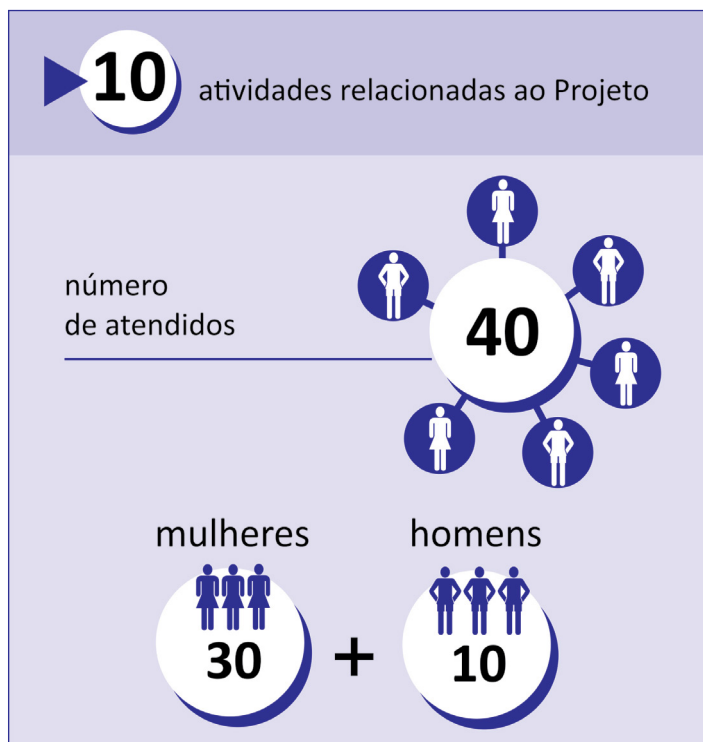 10 atividades relacionadas ao Projeto
número
de atendidos
40
mulheres
homens
30 + 10